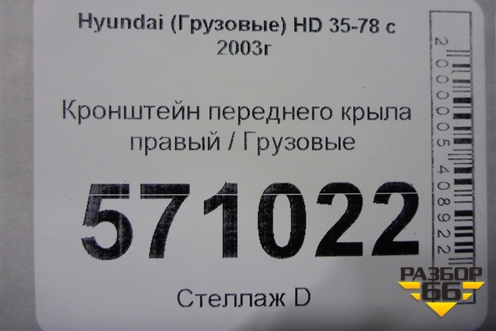 Hyundai (Грузовые) HD 35-78 с
2003г
Кронштейн переднего крыла
правый / Грузовые
571022
Стеллаж D
2000005408922
РАЗБОР
66